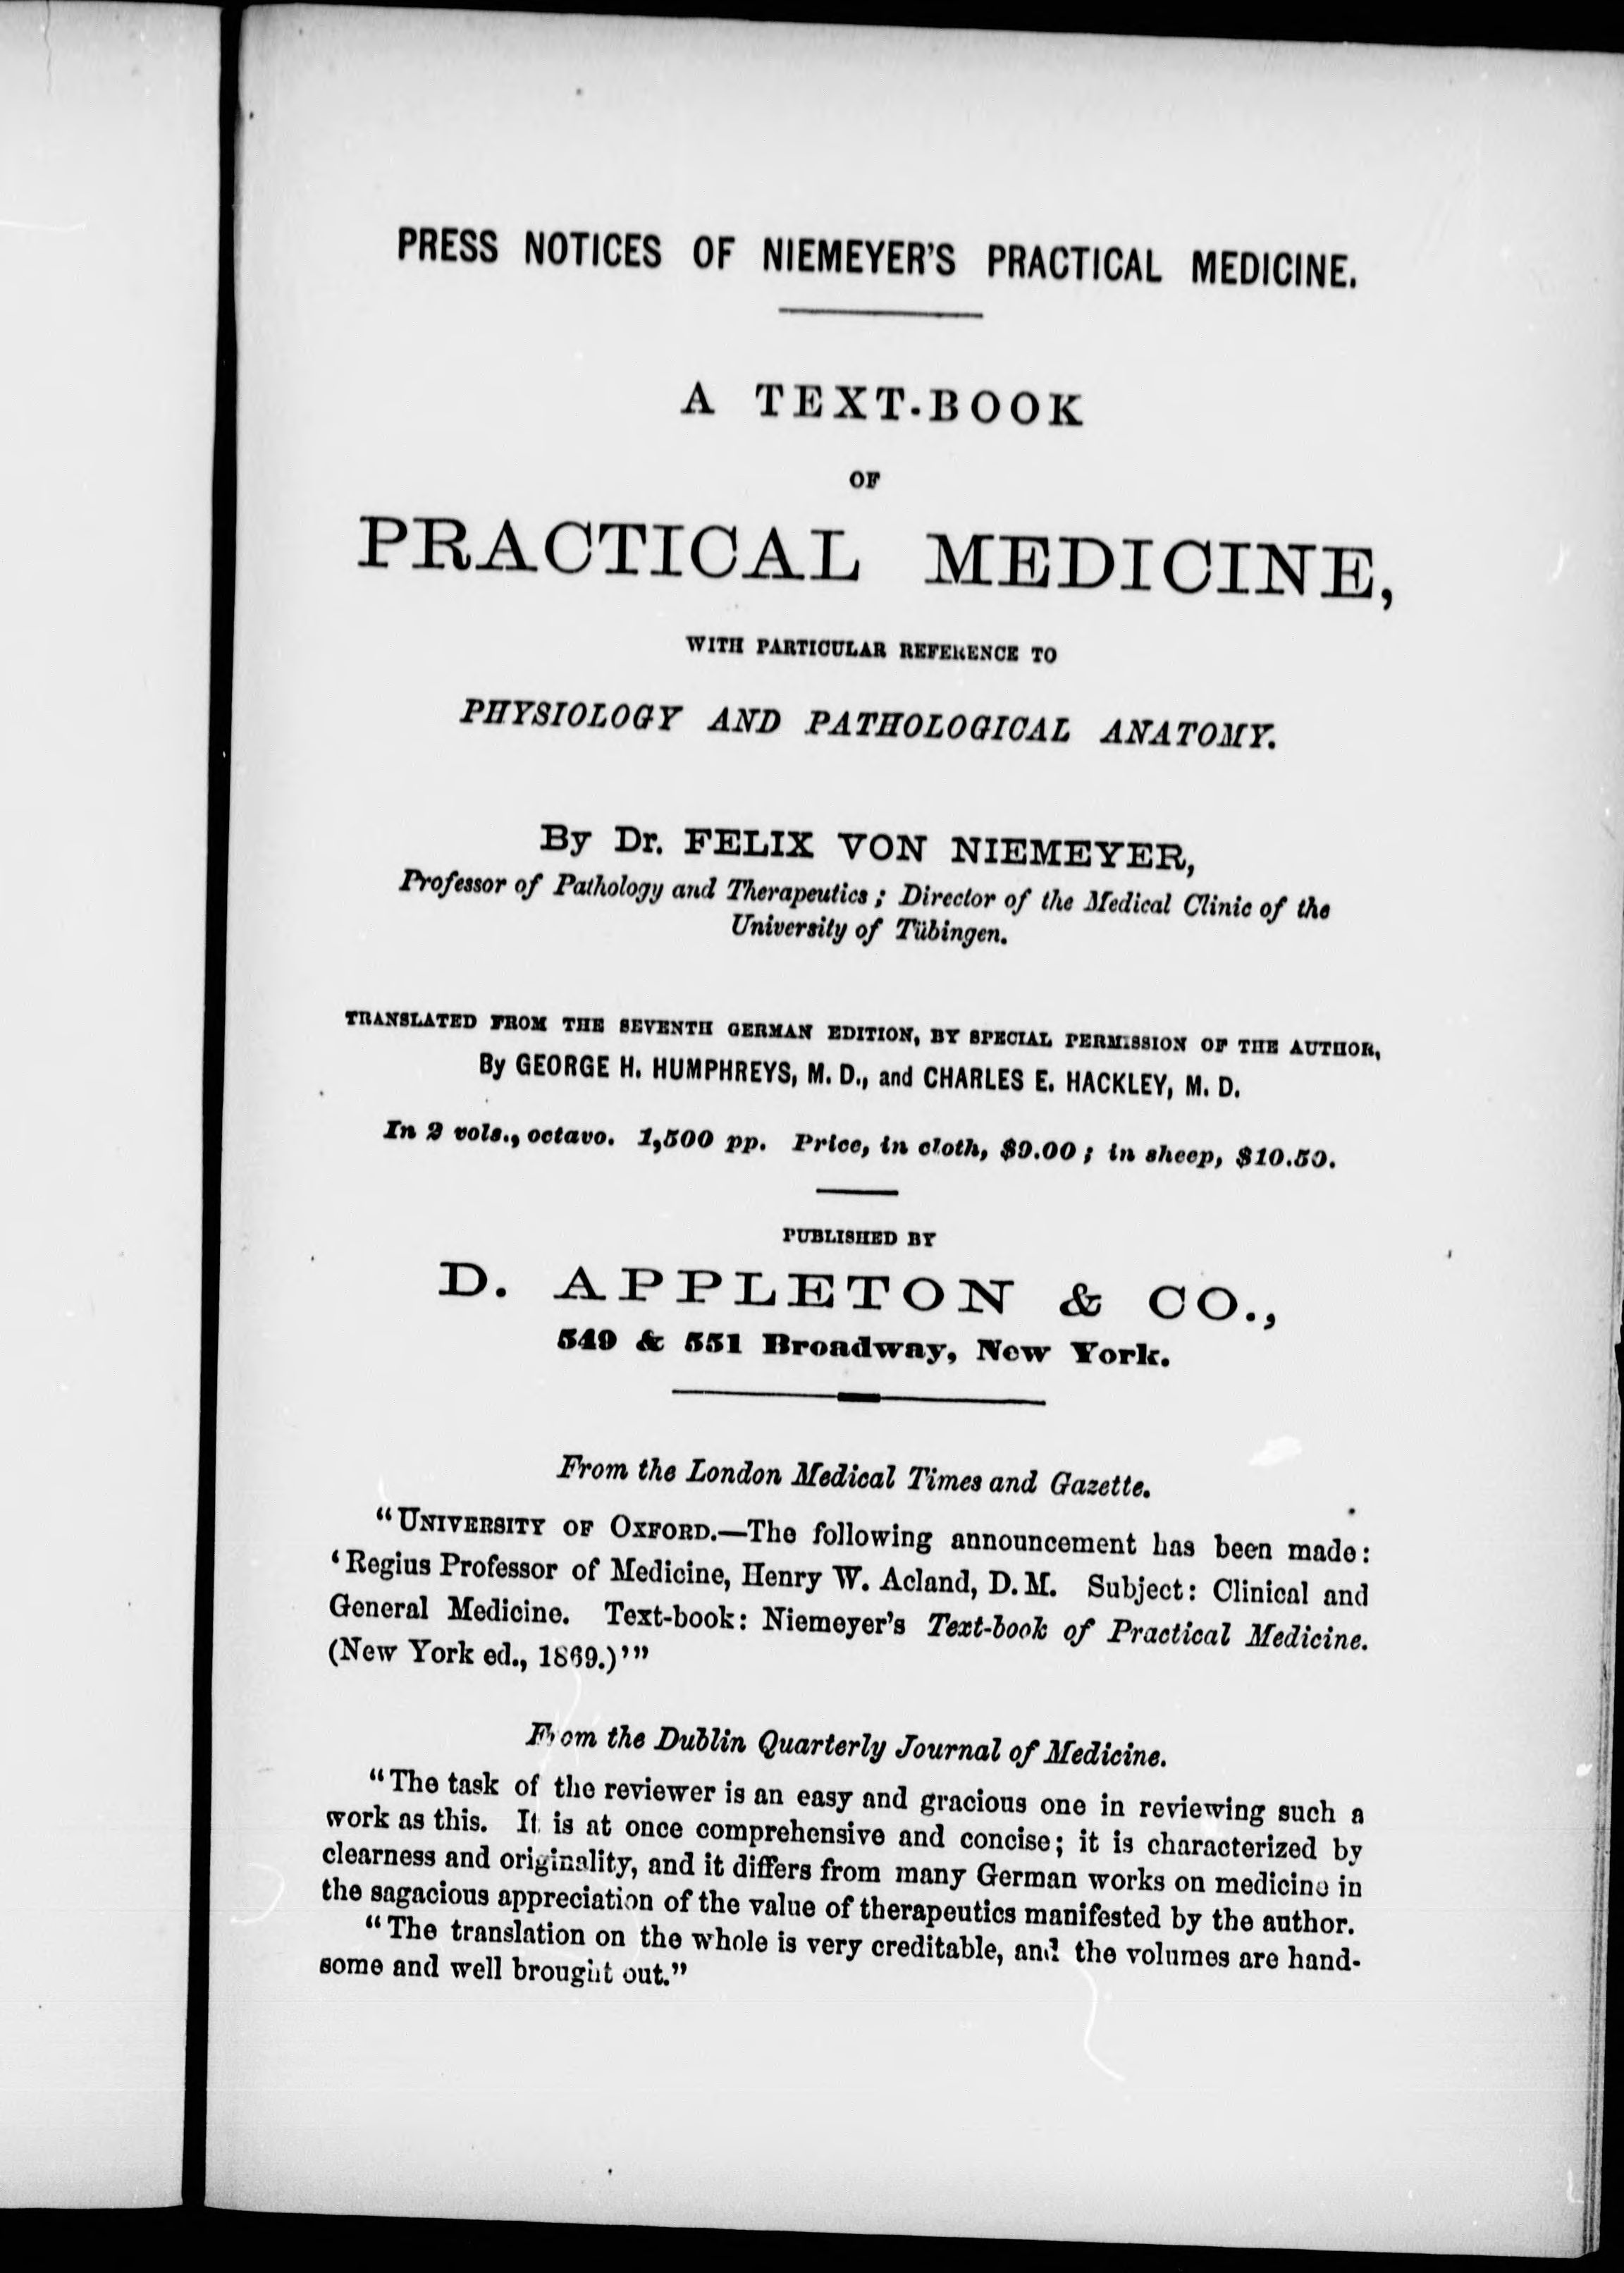 PRESS NOTICES OF NIEMEYER'S PRACTICAL MEDICINE.
A TEXT-BOOK
OF
PRACTICAL MEDICINE,
WITH PARTICULAR REFERENCE TO
PHYSIOLOGY AND PATHOLOGICAL ANATOMY.
By Dr. FELIX VON NIEMEYER,
Professor of Pathology and Therapeutics; Director of the Medical Clinic of the
University of Tübingen.
TRANSLATED FROM THE SEVENTH GERMAN EDITION, BY SPECIAL PERMISSION OF THE AUTHOR,
By GEORGE H. HUMPHREYS, M. D., and CHARLES E. HACKLEY, M. D.
In 2 vols., octavo. 1,500 pp. Price, in cloth, $9.00; in sheep, $10.50.
PUBLISHED BY
D. APPLETON & CO.,
549 & 551 Broadway, New York.
From the London Medical Times and Gazette.
"UNIVERSITY OF OXFORD.—The following announcement has been made:
'Regius Professor of Medicine, Henry W. Acland, D. M. Subject: Clinical and
General Medicine. Text-book: Niemeyer's Text-book of Practical Medicine.
(New York ed., 1869.)'"
From the Dublin Quarterly Journal of Medicine.
"The task of the reviewer is an easy and gracious one in reviewing such a
work as this. It is at once comprehensive and concise; it is characterized by
clearness and originality, and it differs from many German works on medicine in
the sagacious appreciation of the value of therapeutics manifested by the author.
"The translation on the whole is very creditable, and the volumes are hand-
some and well brought out."